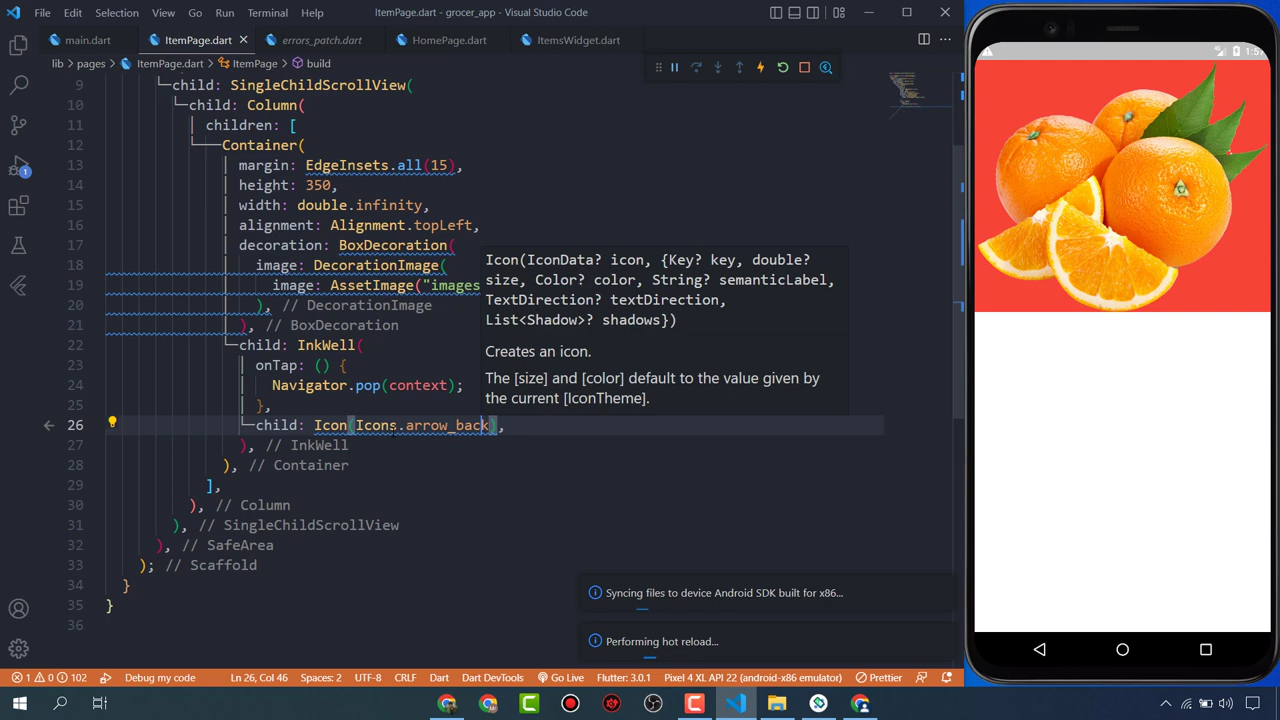 File Edit Selection View Go Run Terminal Help
ItemPage.dart - grocer_app - Visual Studio Code
main.dart
ItemPage.dart
errors_patch.dart
HomePage.dart
ItemsWidget.dart
lib > pages > ItemPage.dart > ItemPage > build
9 child: SingleChildScrollView(
10 child: Column(
11 children: [
12 Container(
13 margin: EdgeInsets.all(15),
14 height: 350,
15 width: double.infinity,
16 alignment: Alignment.topLeft,
17 decoration: BoxDecoration(
18 image: DecorationImage(
19 image: AssetImage("images
20 ), // DecorationImage
21 ), // BoxDecoration
22 child: InkWell(
23 onTap: () {
24 Navigator.pop(context);
25 },
26 child: Icon(Icons.arrow_back),
27 ), // InkWell
28 ), // Container
29 ],
30 ), // Column
31 ), // SingleChildScrollView
32 ), // SafeArea
33 ); // Scaffold
34 }
35 }
36
Icon(IconData? icon, {Key? key, double?
size, Color? color, String? semanticLabel,
TextDirection? textDirection,
List<Shadow>? shadows})
Creates an icon.
The [size] and [color] default to the value given by
the current [IconTheme].
Syncing files to device Android SDK built for x86...
Performing hot reload...
1
1 0 102
Debug my code
Ln 26, Col 46
Spaces: 2
UTF-8
CRLF
Dart
Dart DevTools
Go Live
Flutter: 3.0.1
Pixel 4 XL API 22 (android-x86 emulator)
Prettier